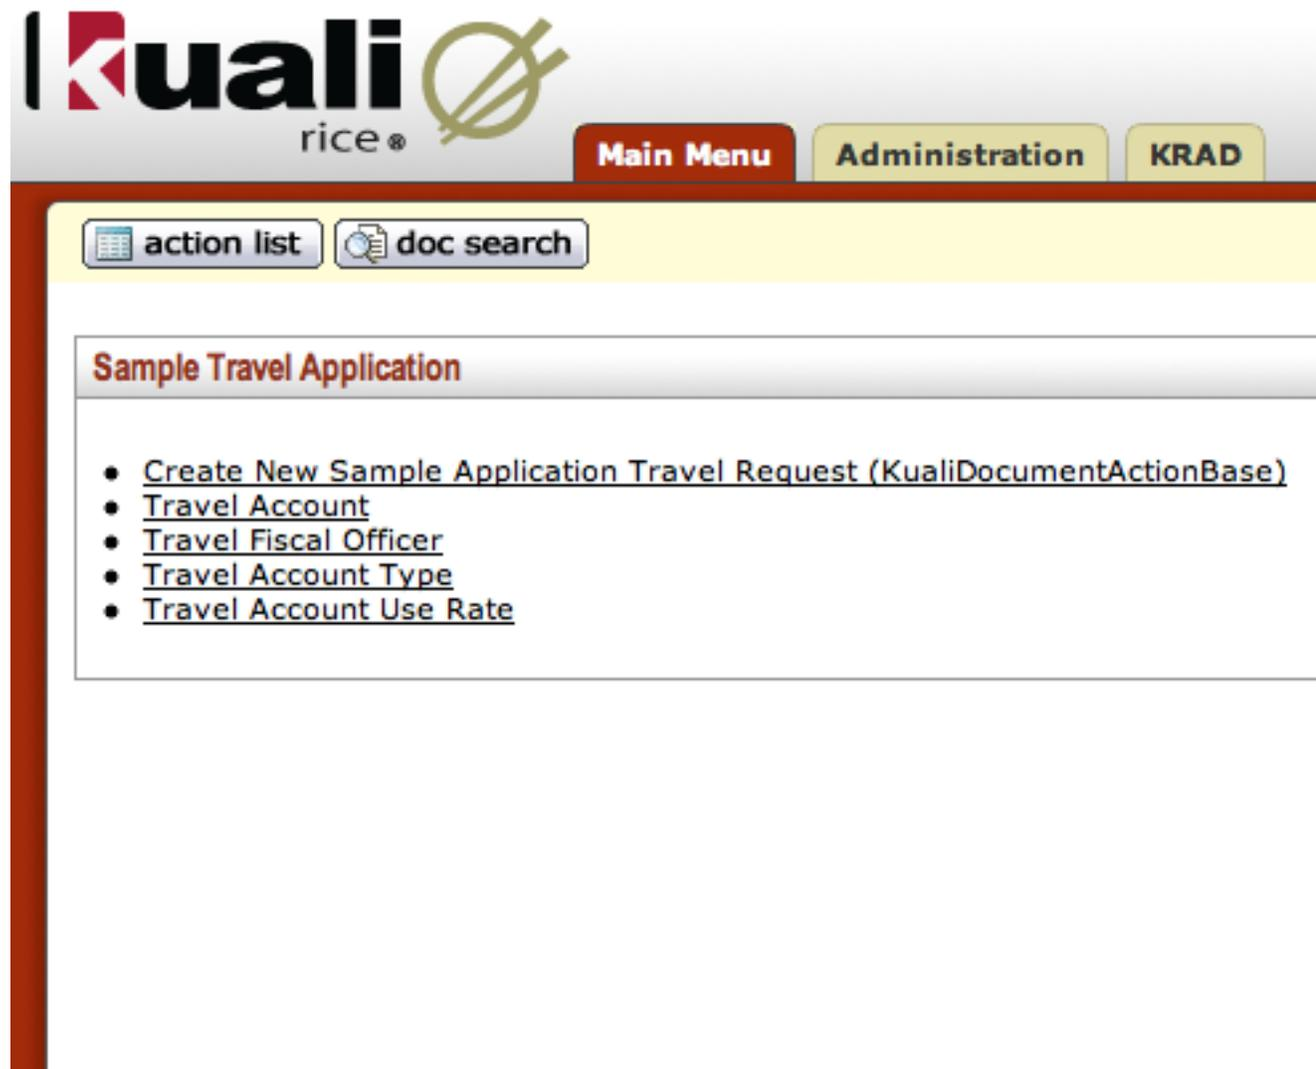 kuali
rice®
Main Menu Administration KRAD
action list doc search
Sample Travel Application
Create New Sample Application Travel Request (KualiDocumentActionBase)
Travel Account
Travel Fiscal Officer
Travel Account Type
Travel Account Use Rate